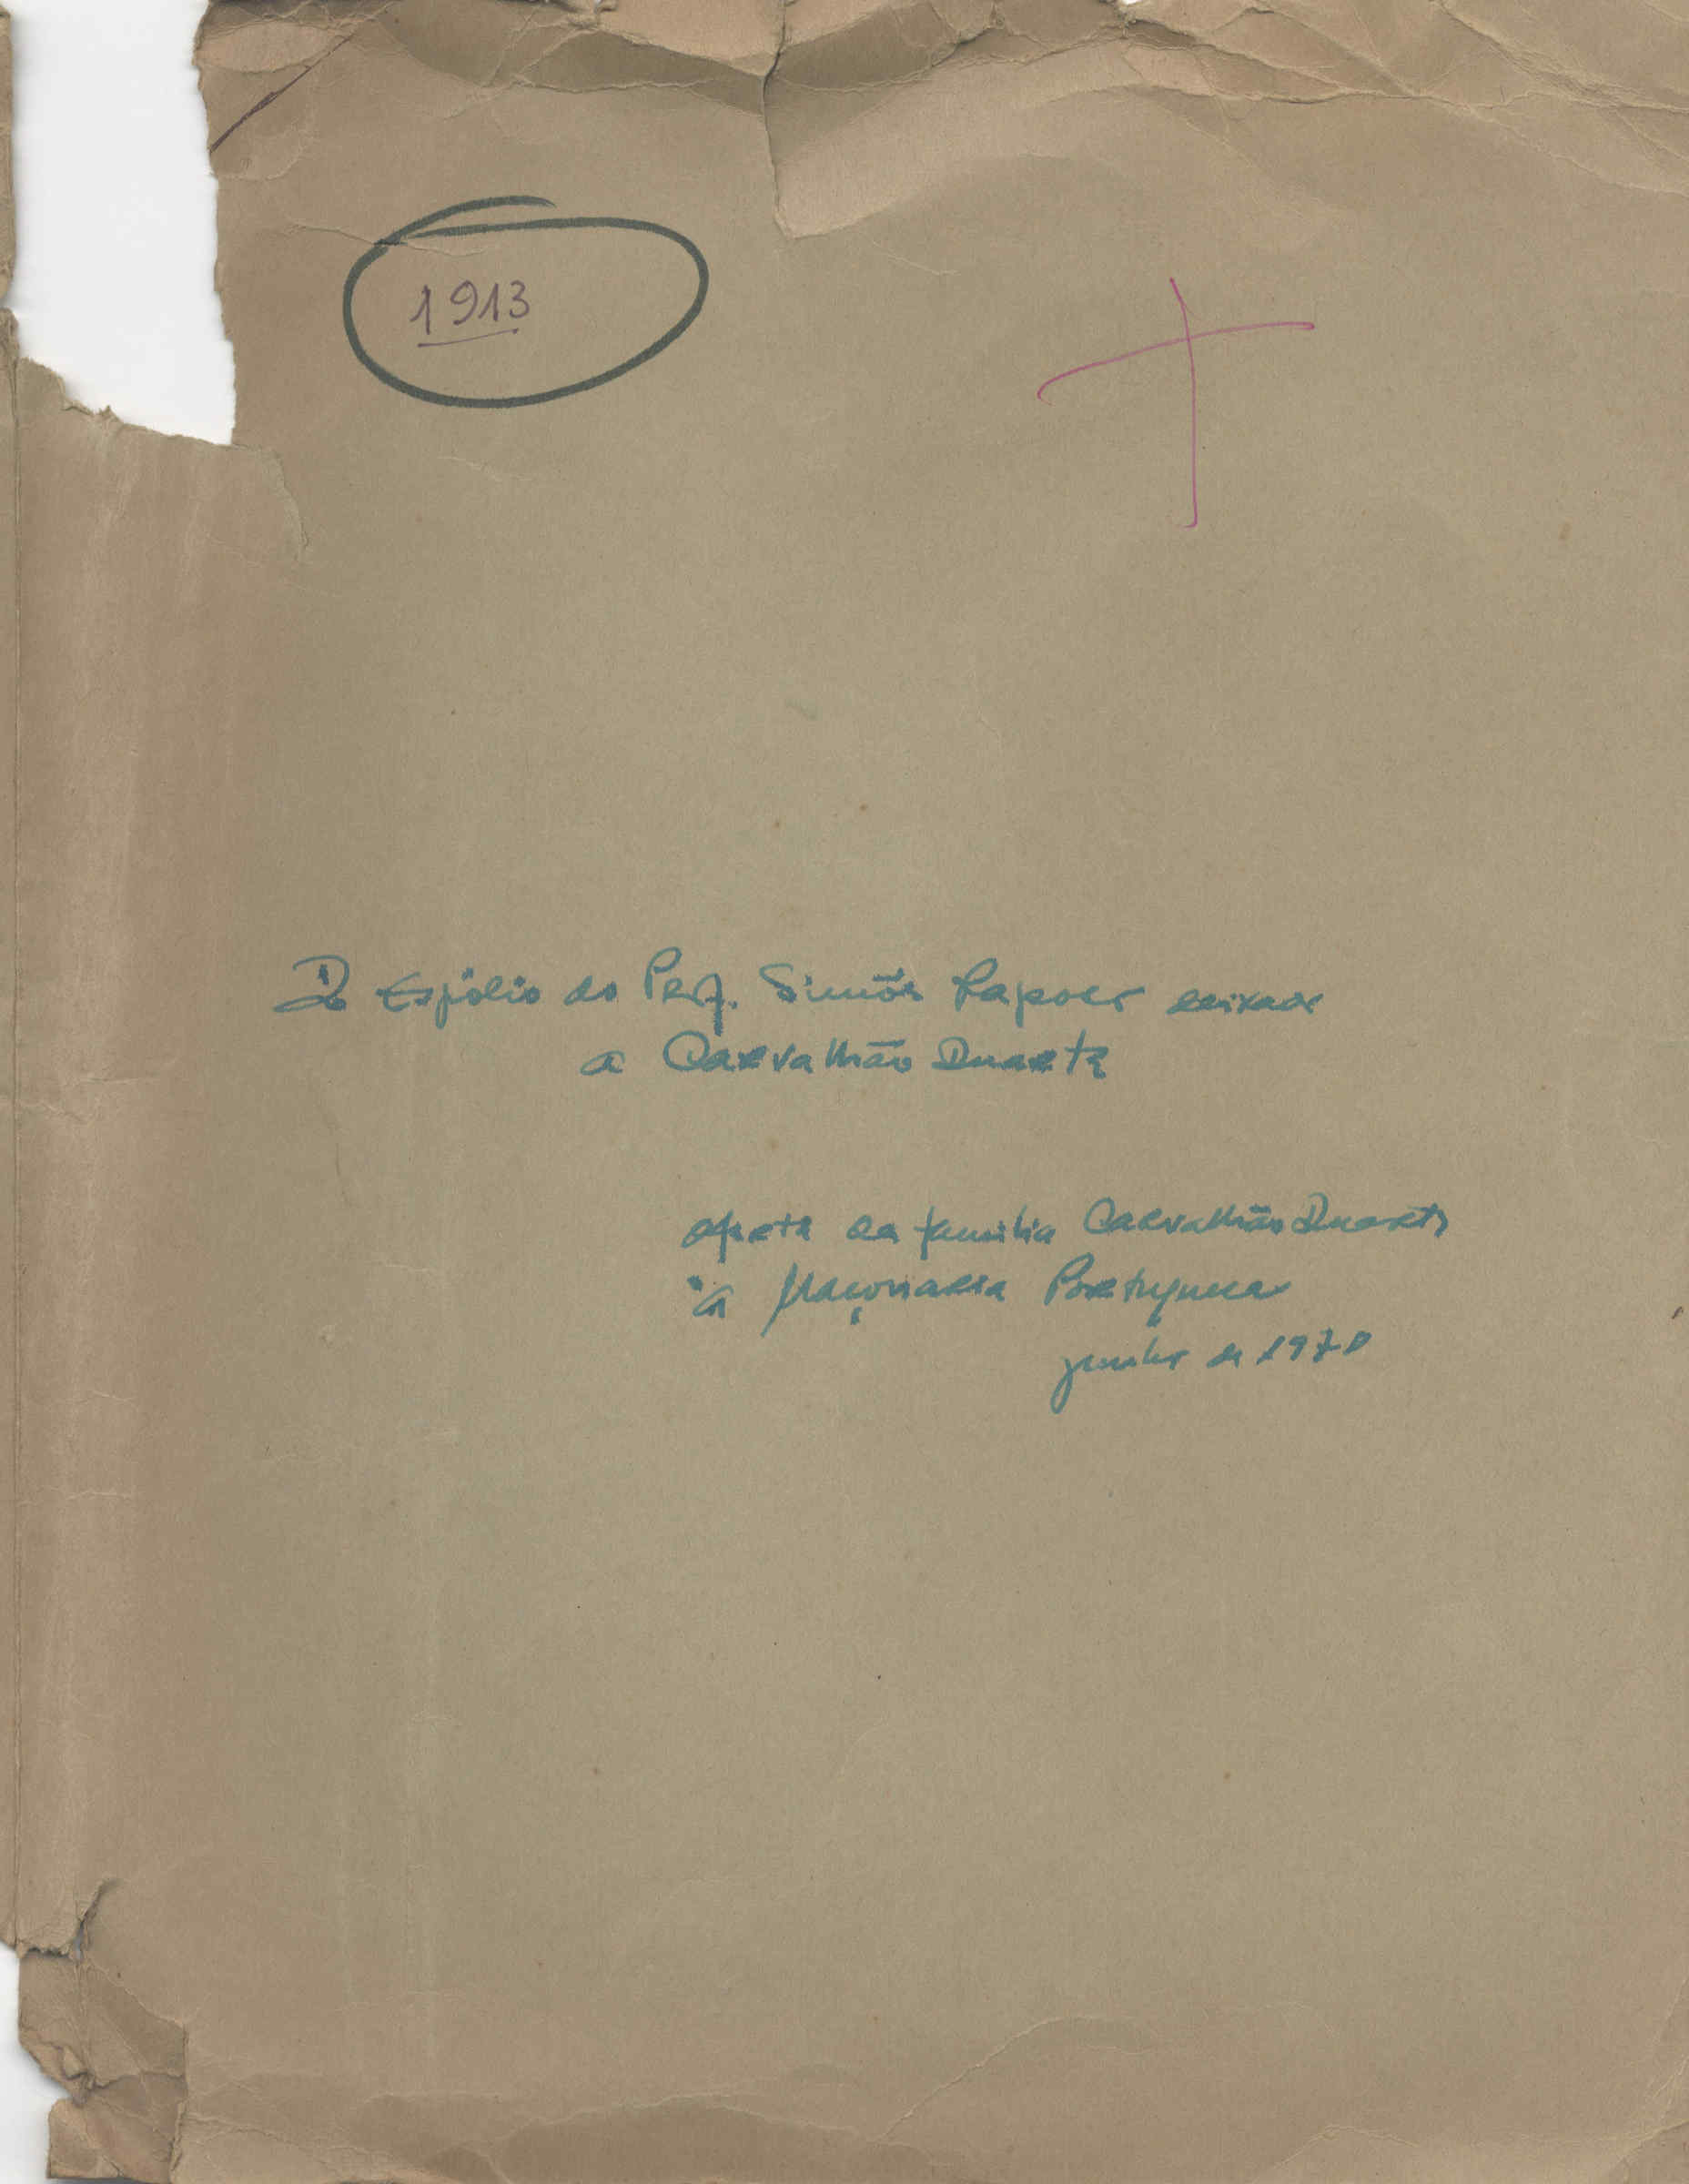 1913
Do Espólio do Prof. Simões Raposo deixado
a Carvalhão Duarte
oferta da família Carvalhão Duarte
à Maçonaria Portuguesa
junho de 1970